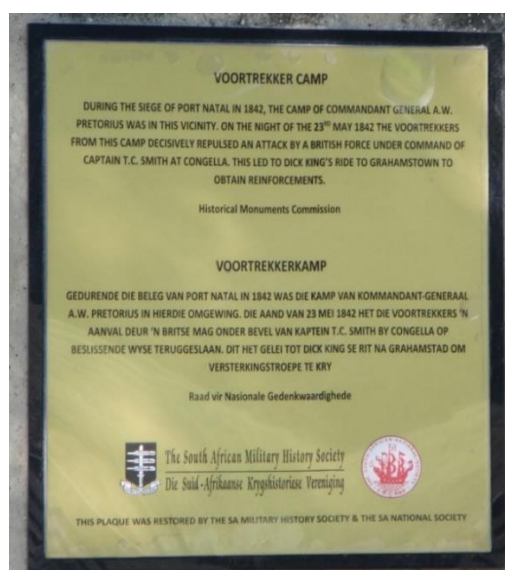 VOORTREKKER CAMP
DURING THE SIEGE OF PORT NATAL IN 1842, THE CAMP OF COMMANDANT GENERAL A.W.
PRETORIUS WAS IN THIS VICINITY. ON THE NIGHT OF THE 23RD MAY 1842 THE VOORTREKKERS
FROM THIS CAMP DECISIVELY REPULSED AN ATTACK BY A BRITISH FORCE UNDER COMMAND OF
CAPTAIN T.C. SMITH AT CONGELLA. THIS LED TO DICK KING'S RIDE TO GRAHAMSTOWN TO
OBTAIN REINFORCEMENTS.
Historical Monuments Commission
VOORTREKKERKAMP
GEDURENDE DIE BELEG VAN PORT NATAL IN 1842 WAS DIE KAMP VAN KOMMANDANT-GENERAAL
A.W. PRETORIUS IN HIERDIE OMGEWING. DIE AAND VAN 23 MEI 1842 HET DIE VOORTREKKERS 'N
AANVAL DEUR 'N BRITSE MAG ONDER BEVEL VAN KAPTEIN T.C. SMITH BY CONGELLA OP
BESLISSENDE WYSE TERUGGESLAAN. DIT HET GELEI TOT DICK KING SE RIT NA GRAHAMSTAD OM
VERSTERKINGSTROEPE TE KRY
Raad vir Nasionale Gedenkwaardighede
The South African Military History Society
Die Suid-Afrikaanse Krygshistoriese Vereniging
THIS PLAQUE WAS RESTORED BY THE SA MILITARY HISTORY SOCIETY & THE SA NATIONAL SOCIETY